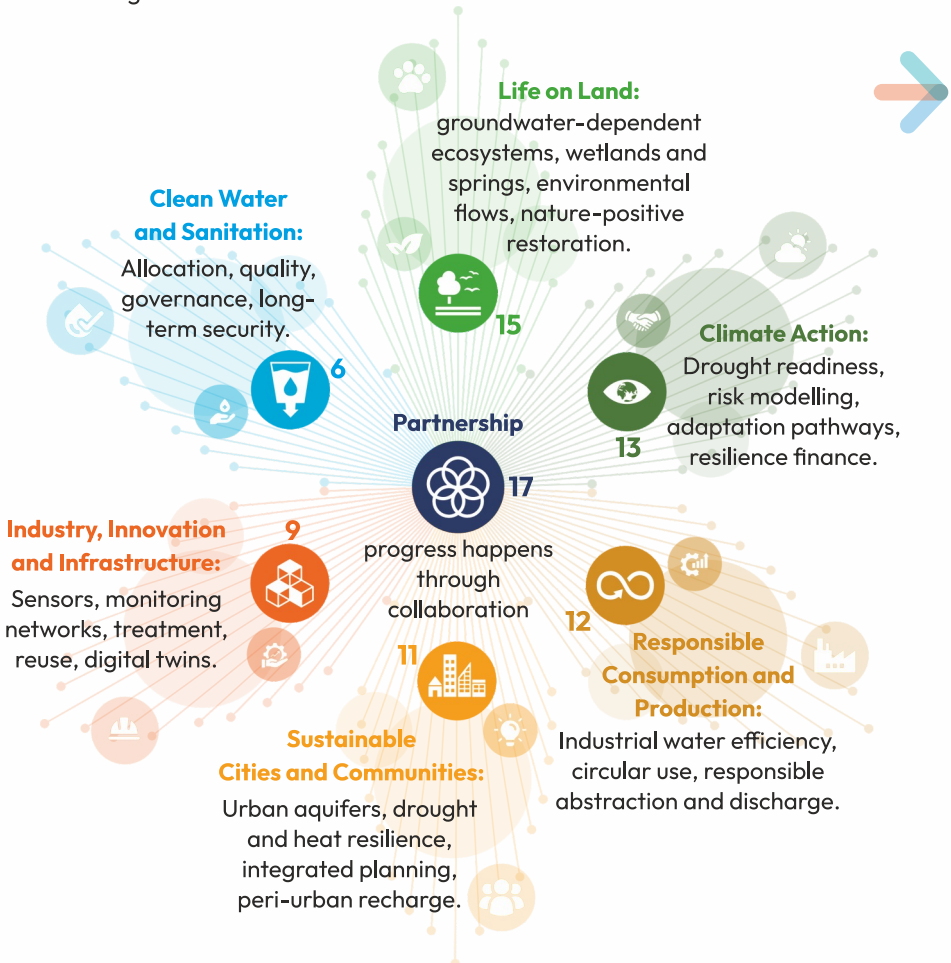 Life on Land:
groundwater-dependent
ecosystems, wetlands and
springs, environmental
flows, nature-positive
restoration.
15
Clean Water
and Sanitation:
Allocation, quality,
governance, long-
term security.
6
Climate Action:
Drought readiness,
risk modelling,
adaptation pathways,
resilience finance.
13
Partnership
17
progress happens
through
collaboration
Industry, Innovation
and Infrastructure:
9
Sensors, monitoring
networks, treatment,
reuse, digital twins.
12
Responsible
Consumption and
Production:
Industrial water efficiency,
circular use, responsible
abstraction and discharge.
11
Sustainable
Cities and Communities:
Urban aquifers, drought
and heat resilience,
integrated planning,
peri-urban recharge.